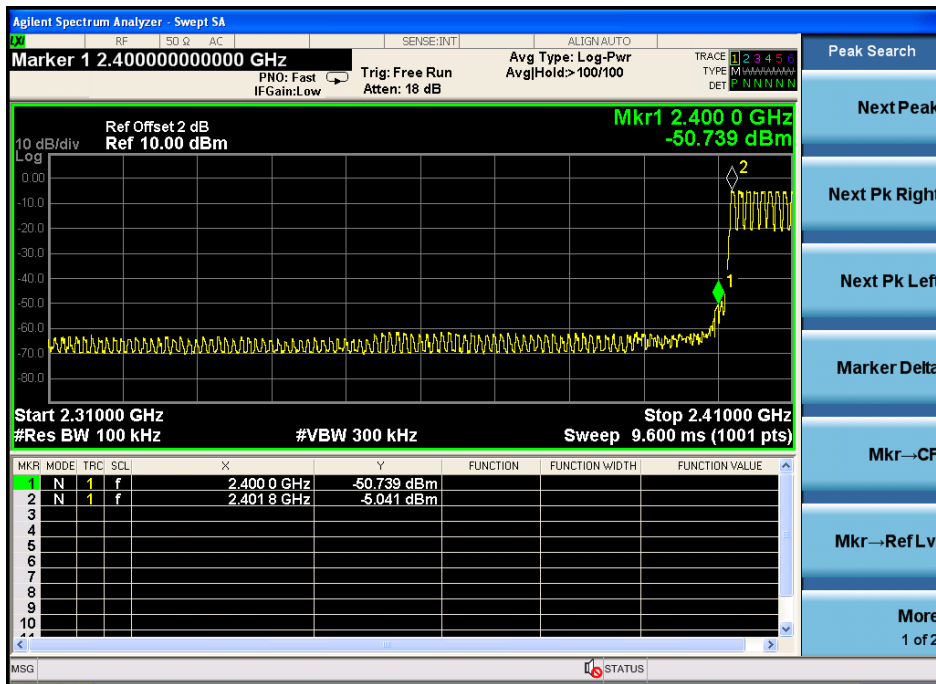 Agilent Spectrum Analyzer - Swept SA
LXI RF 50 Ω AC SENSE:INT ALIGN AUTO
Marker 1 2.400000000000 GHz
PNO: Fast
IFGain:Low
Trig: Free Run
Atten: 18 dB
Avg Type: Log-Pwr
Avg|Hold:>100/100
TRACE 1 2 3 4 5 6
TYPE M WWWWW
DET P N N N N N
Mkr1 2.400 0 GHz
-50.739 dBm
Ref Offset 2 dB
10 dB/div Ref 10.00 dBm
Log
0.00
-10.0
-20.0
-30.0
-40.0
-50.0
-60.0
-70.0
-80.0
2
1
Start 2.31000 GHz Stop 2.41000 GHz
#Res BW 100 kHz #VBW 300 kHz Sweep 9.600 ms (1001 pts)
MKR MODE TRC SCL X Y FUNCTION FUNCTION WIDTH FUNCTION VALUE
1 N 1 f 2.400 0 GHz -50.739 dBm
2 N 1 f 2.401 8 GHz -5.041 dBm
3
4
5
6
7
8
9
10
11
MSG STATUS
Peak Search
Next Peak
Next Pk Right
Next Pk Left
Marker Delta
Mkr→CF
Mkr→Ref Lv
More
1 of 2